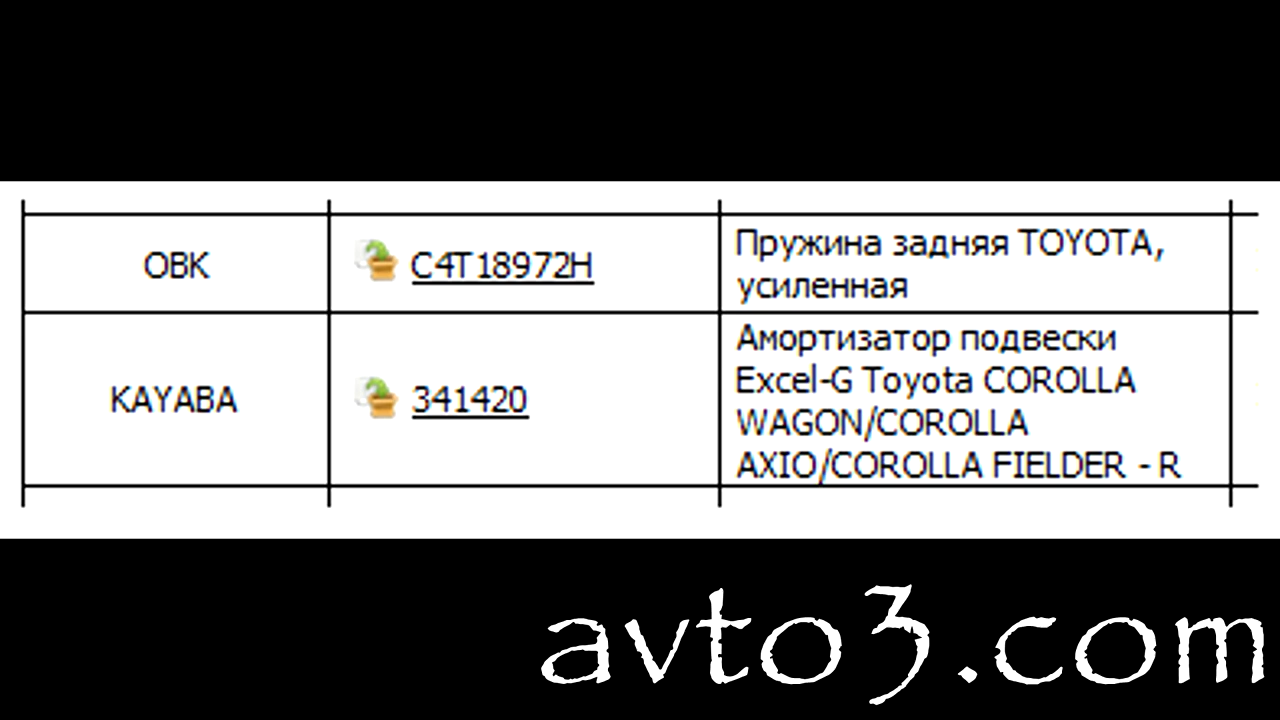 OBK
C4T18972H
Пружина задняя TOYOTA,
усиленная
KAYABA
341420
Амортизатор подвески
Excel-G Toyota COROLLA
WAGON/COROLLA
AXIO/COROLLA FIELDER - R
avto3.com